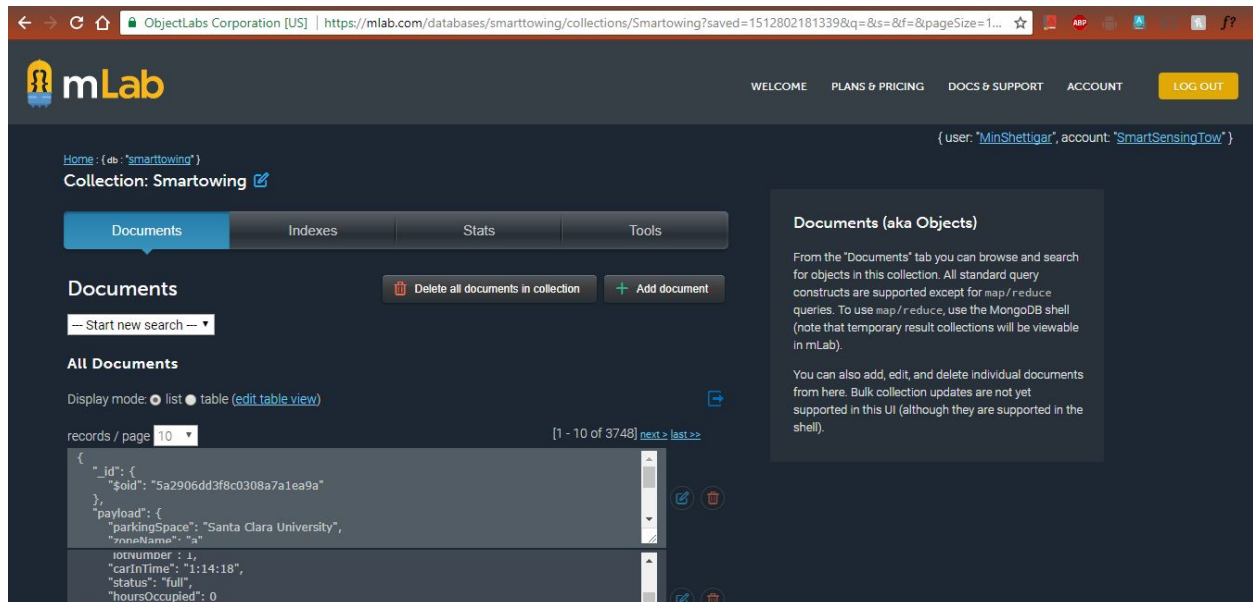 ObjectLabs Corporation [US] | https://mlab.com/databases/smarttowing/collections/Smartowing?saved=1512802181339&q=&s=&f=&pageSize=1...
ABP
f?
mLab
WELCOME PLANS & PRICING DOCS & SUPPORT ACCOUNT LOG OUT
{ user: "MinShettigar", account: "SmartSensingTow" }
Home : { db : "smarttowing" }
Collection: Smartowing
Documents Indexes Stats Tools
Documents
Delete all documents in collection
+ Add document
--- Start new search ---
All Documents
Display mode: list table (edit table view)
records / page 10
[1 - 10 of 3748] next > last >>
{
"_id": {
"$oid": "5a2906dd3f8c0308a7a1ea9a"
},
"payload": {
"parkingSpace": "Santa Clara University",
"zoneName": "a"
"lotNumber": 1,
"carInTime": "1:14:18",
"status": "full",
"hoursOccupied": 0
Documents (aka Objects)
From the "Documents" tab you can browse and search
for objects in this collection. All standard query
constructs are supported except for map/reduce
queries. To use map/reduce, use the MongoDB shell
(note that temporary result collections will be viewable
in mLab).
You can also add, edit, and delete individual documents
from here. Bulk collection updates are not yet
supported in this UI (although they are supported in the
shell).